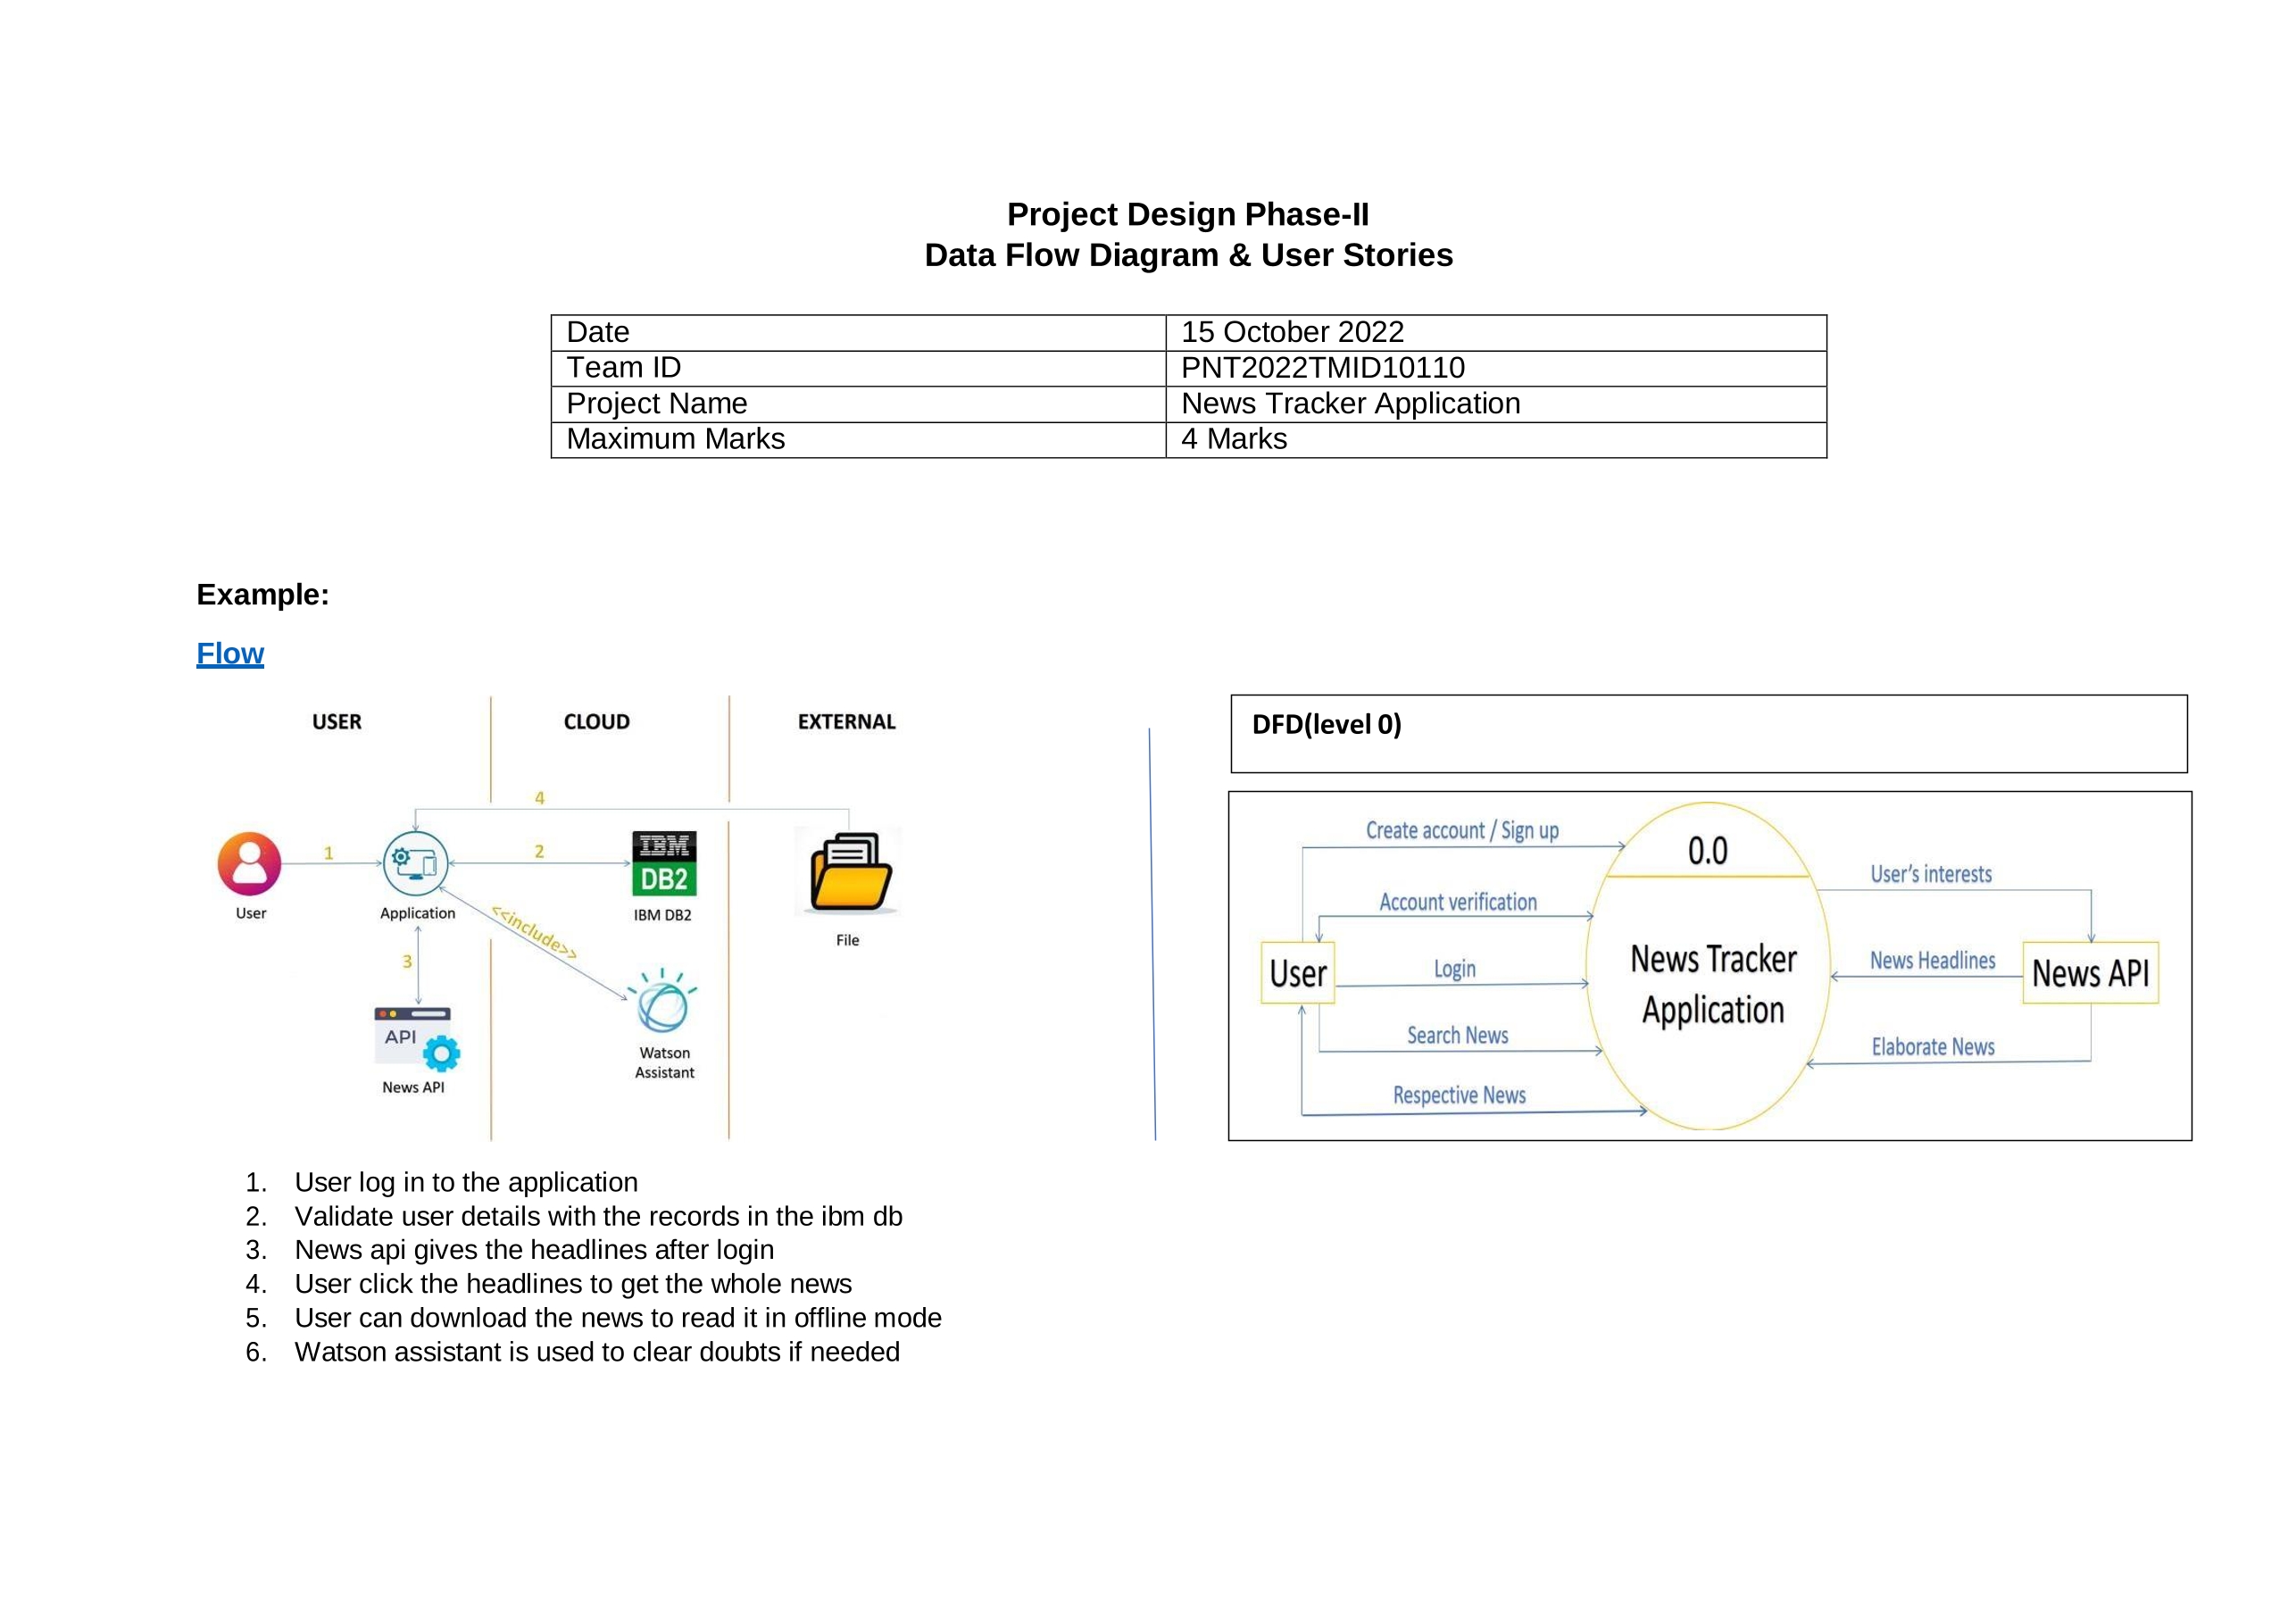 Project Design Phase-II
Data Flow Diagram & User Stories
Date 15 October 2022
Team ID PNT2022TMID10110
Project Name News Tracker Application
Maximum Marks 4 Marks
Example:
Flow
USER CLOUD EXTERNAL
4
1
2
IBM
DB2
User
Application
IBM DB2
<<include>>
File
3
API
News API
Watson
Assistant
DFD(level 0)
Create account / Sign up
0.0
User's interests
Account verification
News Tracker
Application
User
Login
News Headlines
News API
Search News
Elaborate News
Respective News
1. User log in to the application
2. Validate user details with the records in the ibm db
3. News api gives the headlines after login
4. User click the headlines to get the whole news
5. User can download the news to read it in offline mode
6. Watson assistant is used to clear doubts if needed